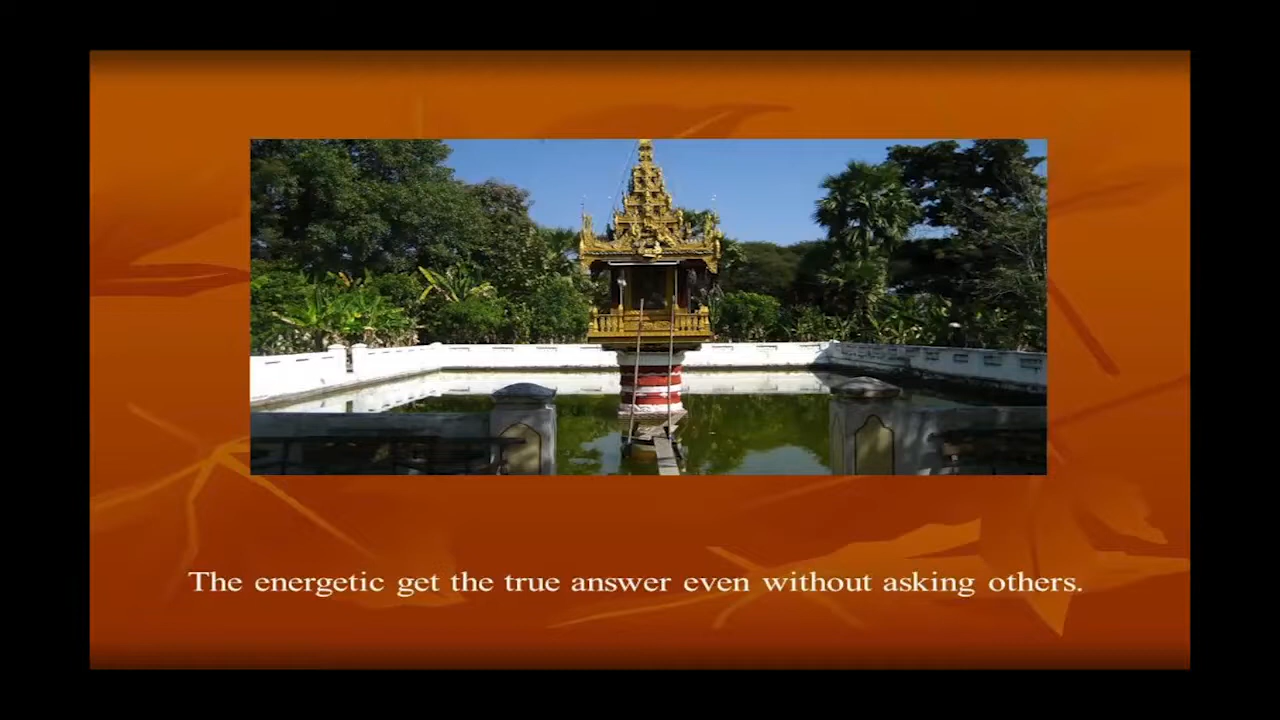 The energetic get the true answer even without asking others.